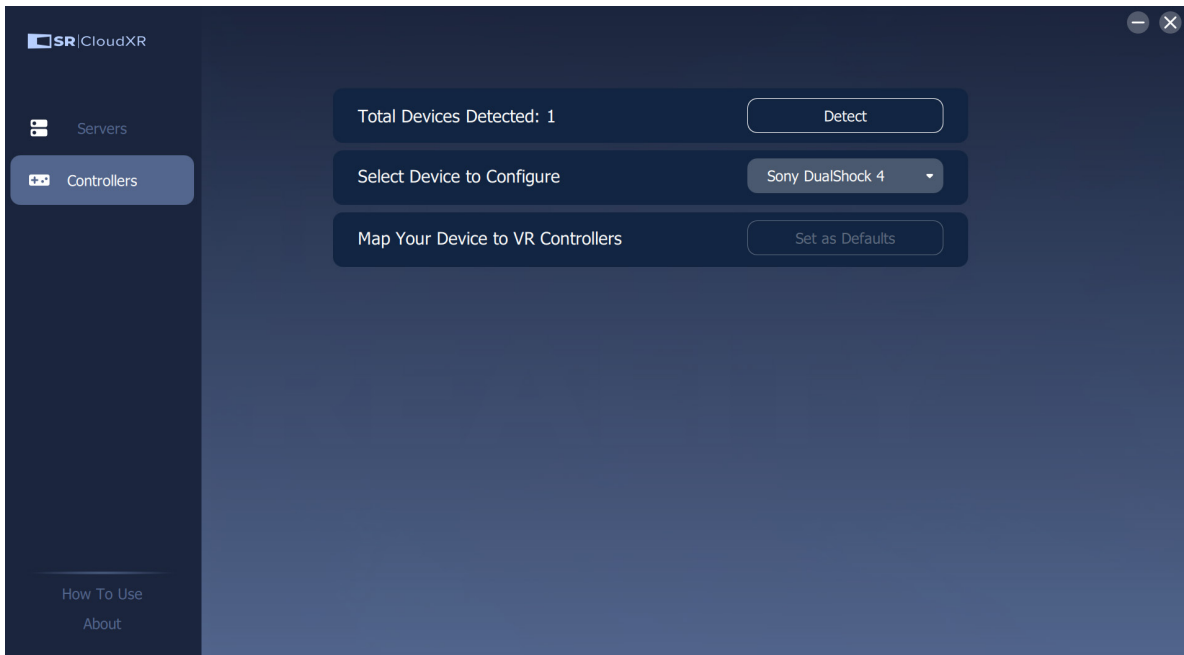 SR|CloudXR
Servers
Controllers
Total Devices Detected: 1
Detect
Select Device to Configure
Sony DualShock 4
Map Your Device to VR Controllers
Set as Defaults
How To Use
About